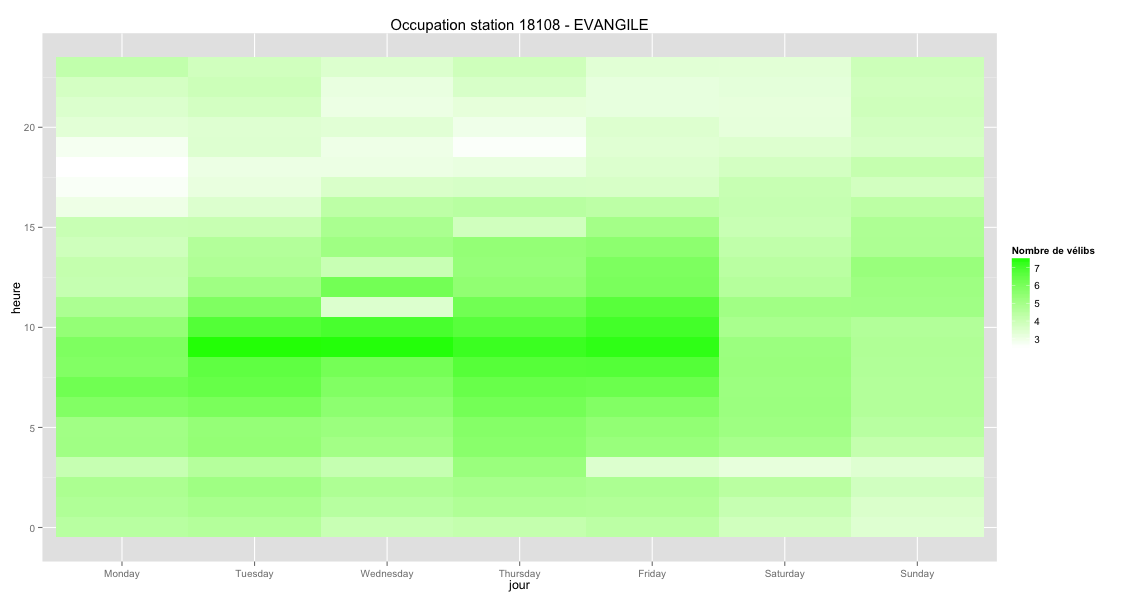 Occupation station 18108 - EVANGILE
heure
20
15
10
5
0
Monday Tuesday Wednesday Thursday Friday Saturday Sunday
jour
Nombre de vélibs
7
6
5
4
3